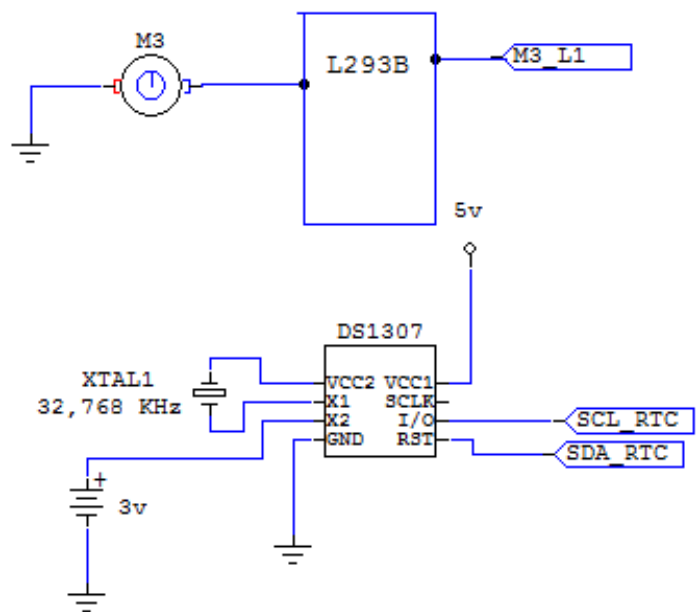 M3
L293B
M3_L1
5v
DS1307
XTAL1
32,768 KHz
VCC2 VCC1
X1 SCLK
X2 I/O
GND RST
SCL_RTC
SDA_RTC
+
3v